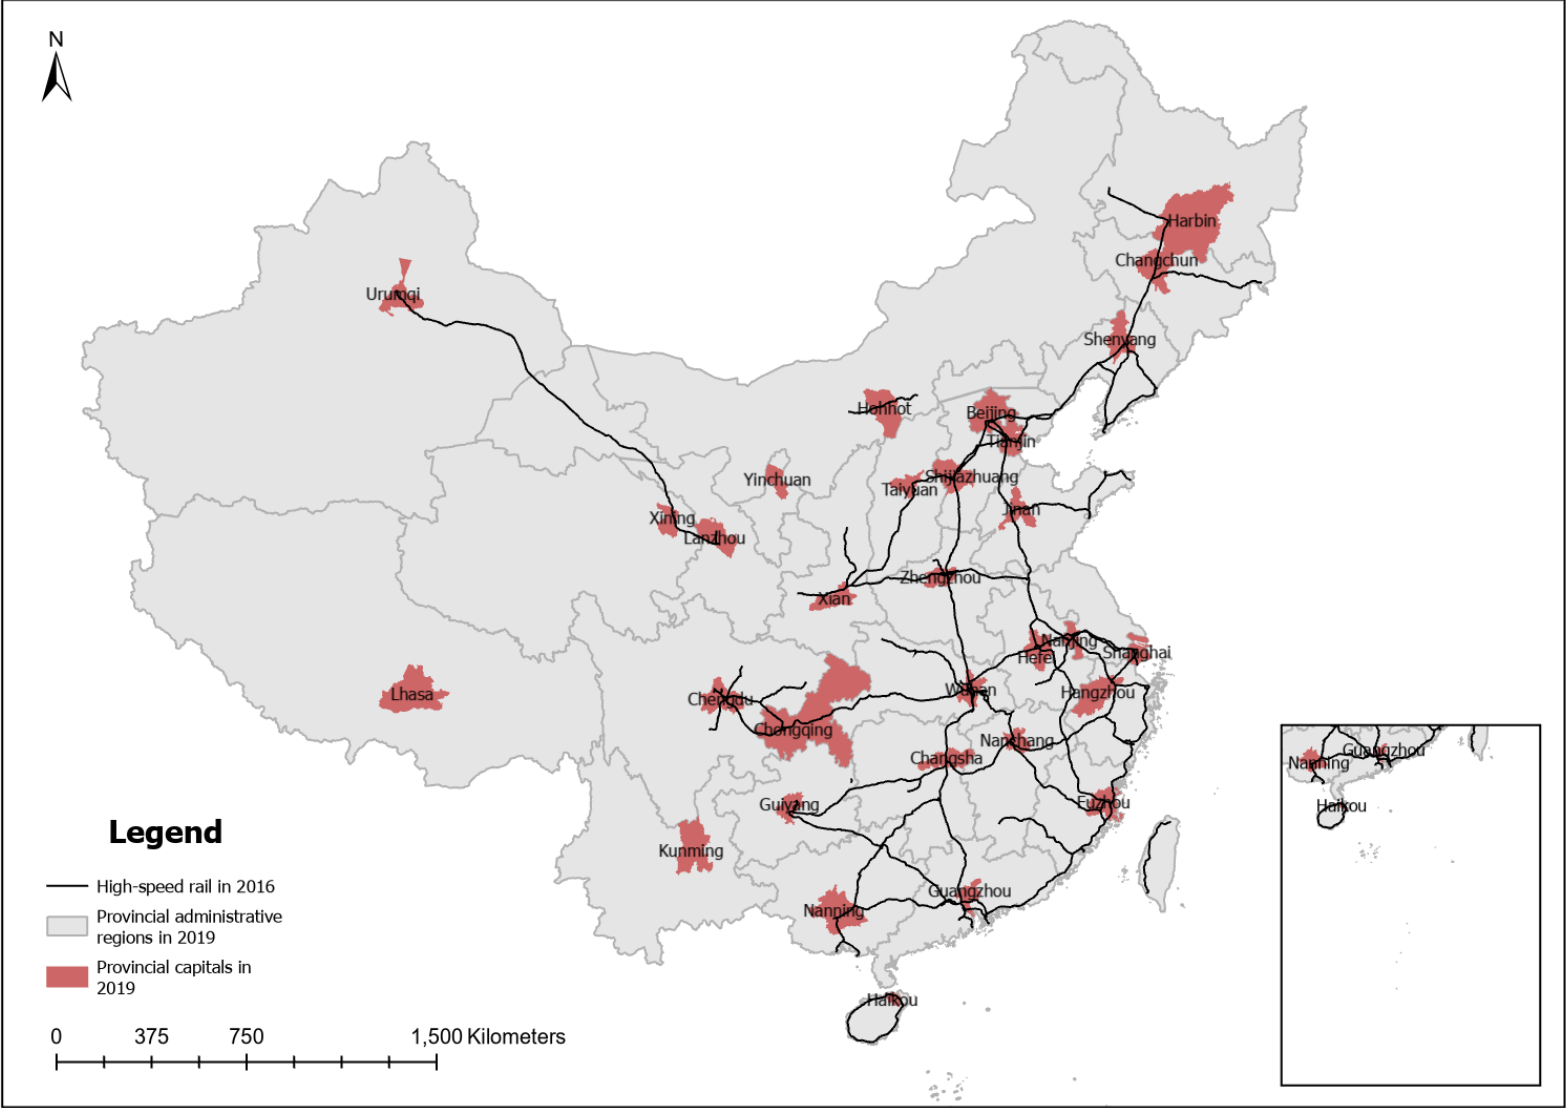 N
Harbin
Changchun
Urumqi
Shenyang
Hohhot
Beijing
Tianjin
Yinchuan
Shijiazhuang
Taiyuan
Jinan
Xining
Lanzhou
Zhengzhou
Xian
Nanjing
Shanghai
Hefei
Lhasa
Chengdu
Wuhan
Hangzhou
Chongqing
Nanchang
Changsha
Guiyang
Fuzhou
Kunming
Guangzhou
Nanning
Haikou
Guangzhou
Nanning
Haikou
Legend
High-speed rail in 2016
Provincial administrative
regions in 2019
Provincial capitals in
2019
0 375 750 1,500 Kilometers